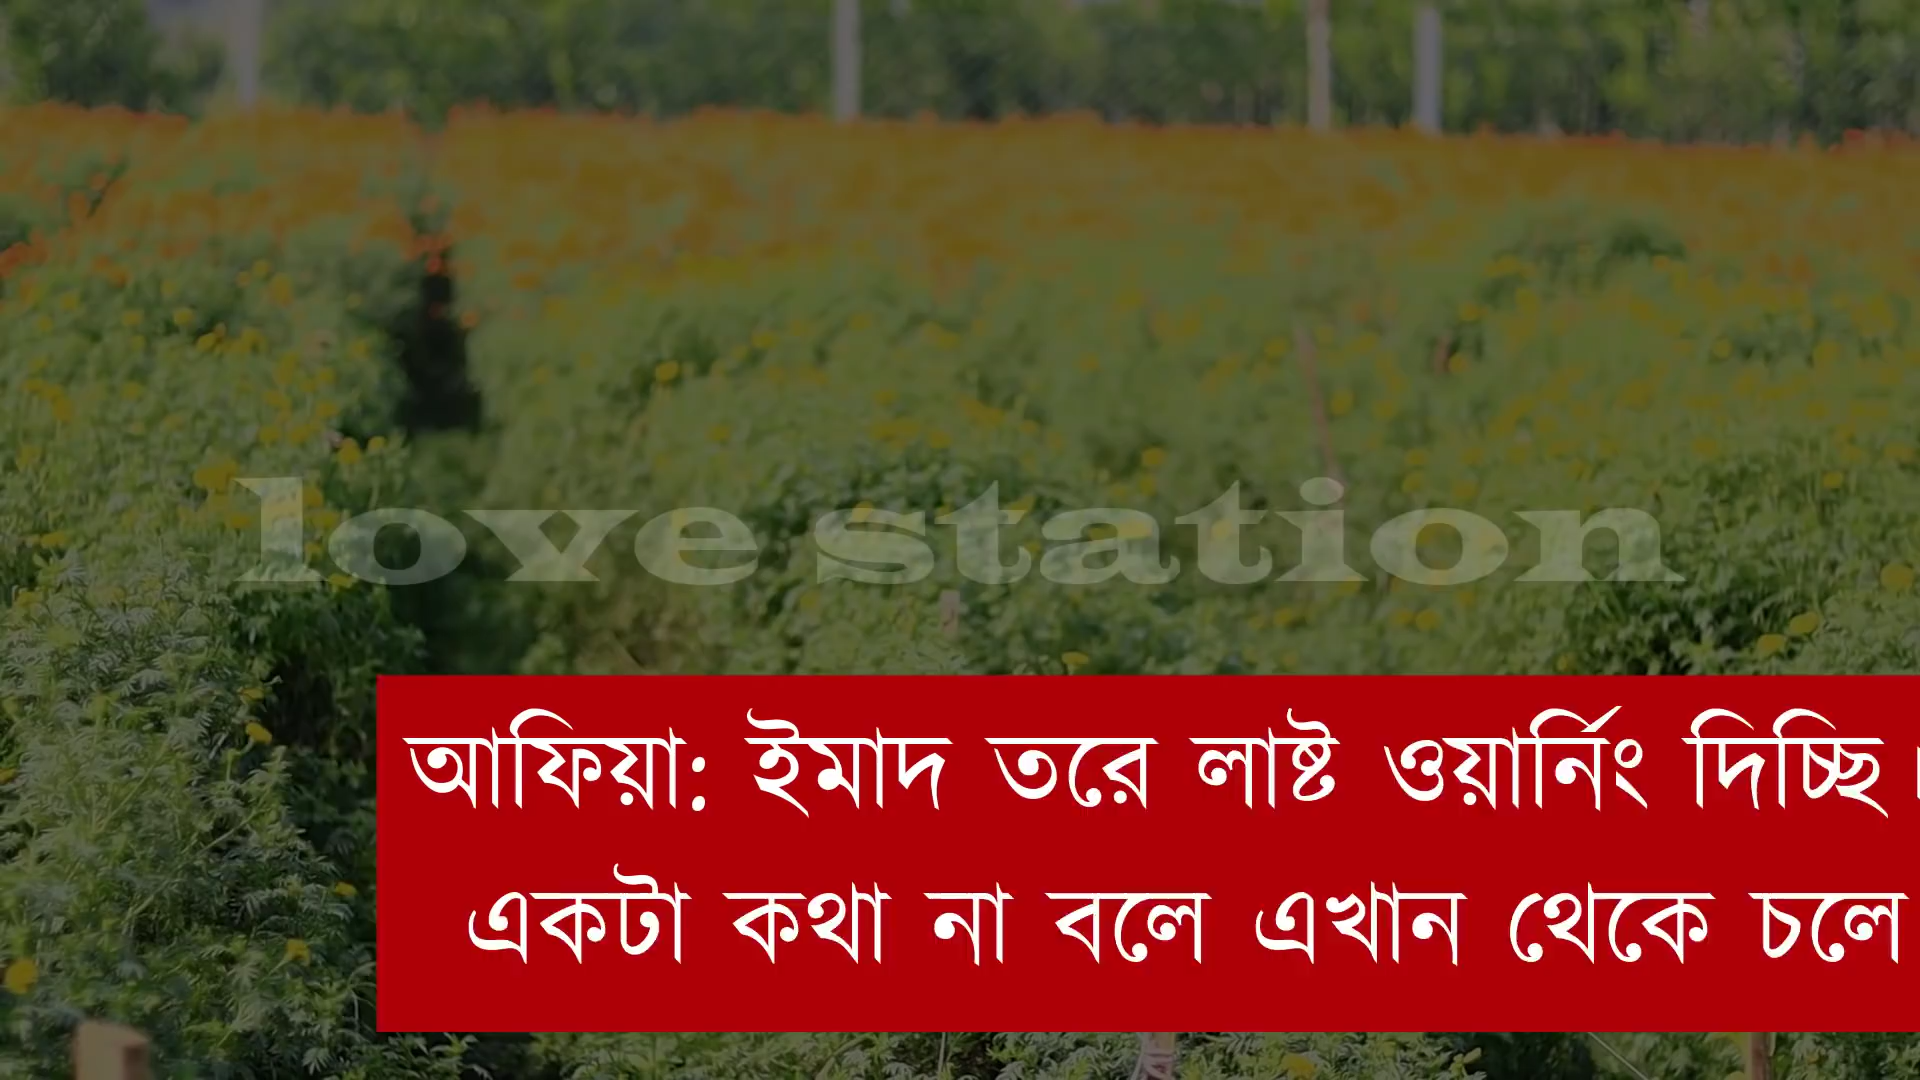 love station
আফিয়া: ইমাদ তরে লাষ্ট ওয়ার্নিং দিচ্ছি।
একটা কথা না বলে এখান থেকে চলে